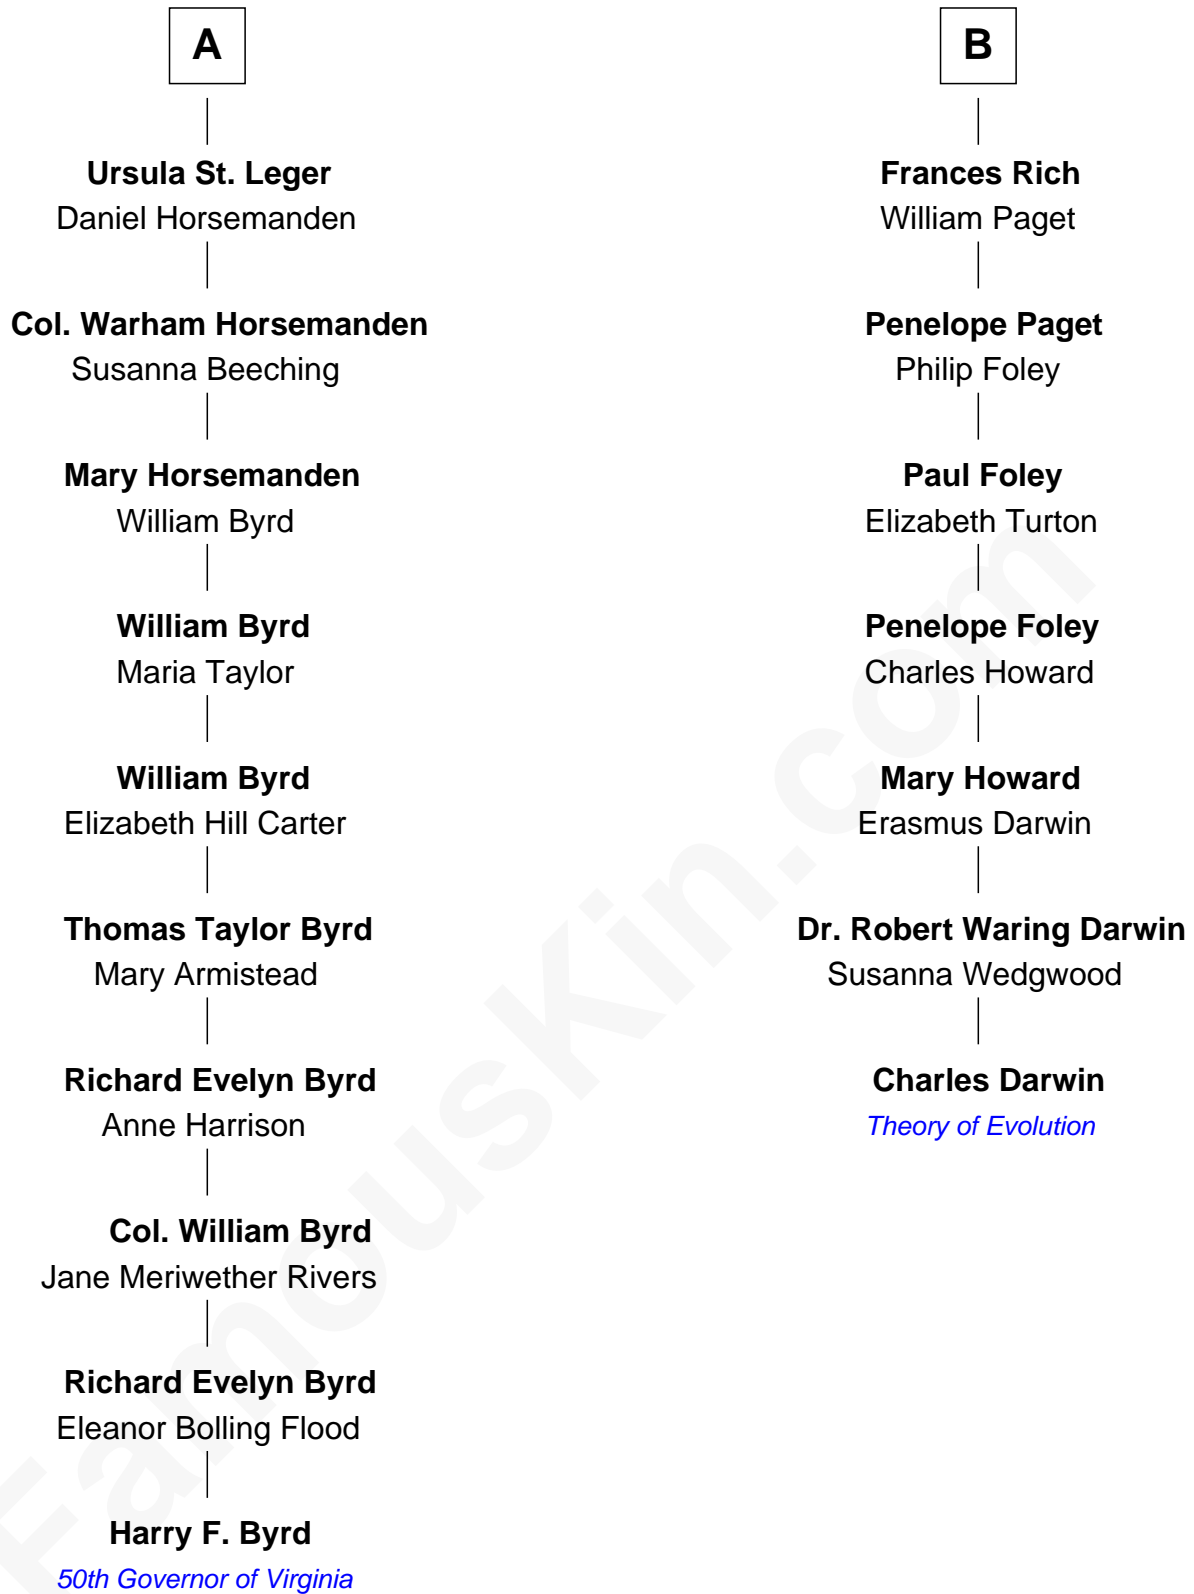 A
Ursula St. Leger
Daniel Horsemanden
Col. Warham Horsemanden
Susanna Beeching
Mary Horsemanden
William Byrd
William Byrd
Maria Taylor
William Byrd
Elizabeth Hill Carter
Thomas Taylor Byrd
Mary Armistead
Richard Evelyn Byrd
Anne Harrison
Col. William Byrd
Jane Meriwether Rivers
Richard Evelyn Byrd
Eleanor Bolling Flood
Harry F. Byrd
50th Governor of Virginia
B
Frances Rich
William Paget
Penelope Paget
Philip Foley
Paul Foley
Elizabeth Turton
Penelope Foley
Charles Howard
Mary Howard
Erasmus Darwin
Dr. Robert Waring Darwin
Susanna Wedgwood
Charles Darwin
Theory of Evolution
FamousKin.com